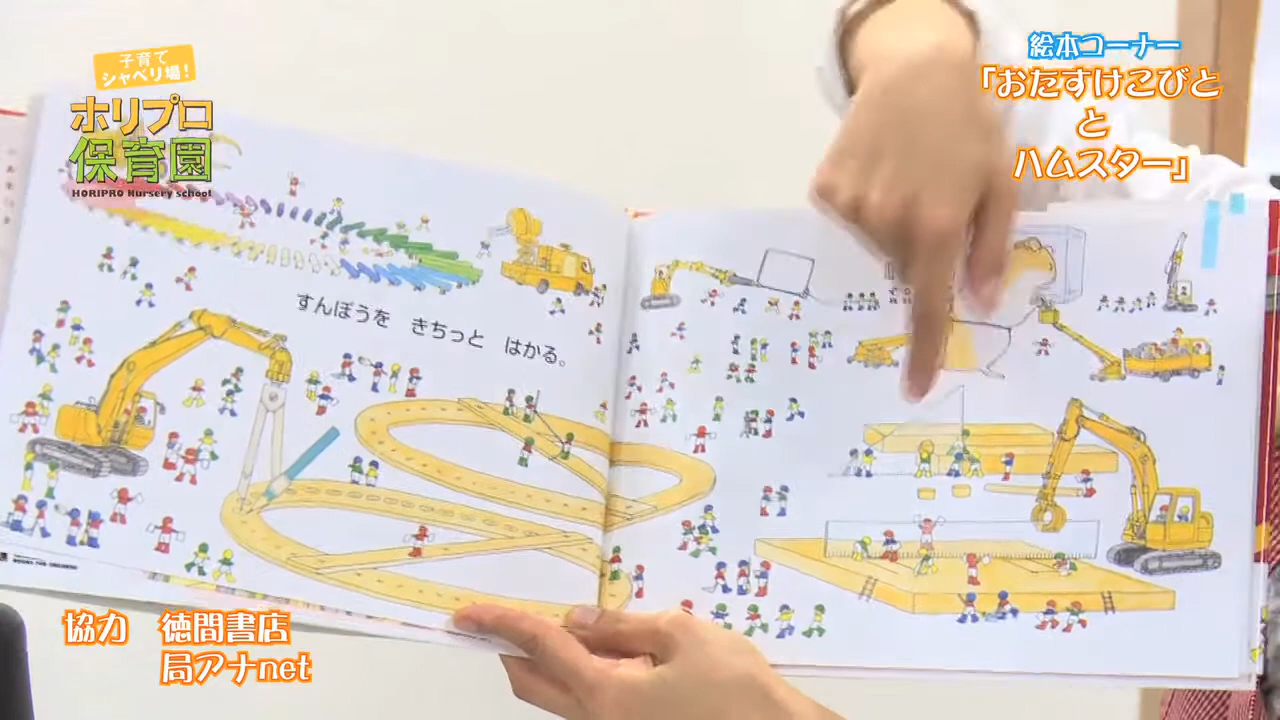 子育て
シャベリ場!
ホリプロ
保育園
HORIPRO Nursery school
絵本コーナー
「おたすけこびと
と
ハムスター」
すんぽうを きちっと はかる。
協力 徳間書店
局アナnet